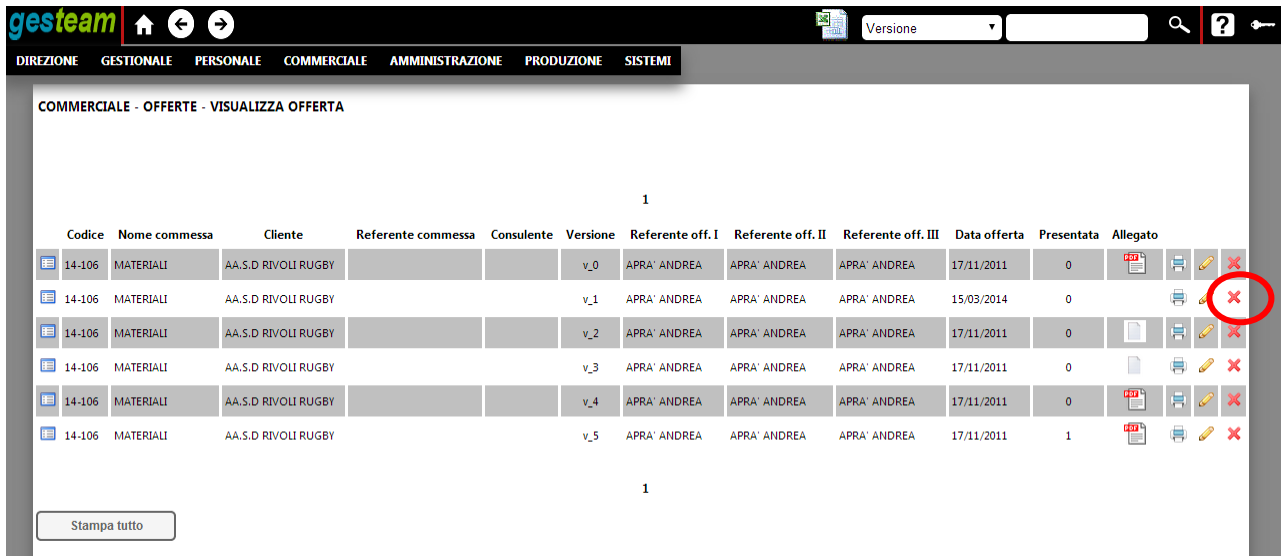 gesteam Versione ?
DIREZIONE GESTIONALE PERSONALE COMMERCIALE AMMINISTRAZIONE PRODUZIONE SISTEMI
COMMERCIALE - OFFERTE - VISUALIZZA OFFERTA
1
Codice Nome commessa Cliente Referente commessa Consulente Versione Referente off. I Referente off. II Referente off. III Data offerta Presentata Allegato
14-106 MATERIALI AA.S.D RIVOLI RUGBY v_0 APRA' ANDREA APRA' ANDREA APRA' ANDREA 17/11/2011 0 PDF
14-106 MATERIALI AA.S.D RIVOLI RUGBY v_1 APRA' ANDREA APRA' ANDREA APRA' ANDREA 15/03/2014 0
14-106 MATERIALI AA.S.D RIVOLI RUGBY v_2 APRA' ANDREA APRA' ANDREA APRA' ANDREA 17/11/2011 0
14-106 MATERIALI AA.S.D RIVOLI RUGBY v_3 APRA' ANDREA APRA' ANDREA APRA' ANDREA 17/11/2011 0
14-106 MATERIALI AA.S.D RIVOLI RUGBY v_4 APRA' ANDREA APRA' ANDREA APRA' ANDREA 17/11/2011 0 PDF
14-106 MATERIALI AA.S.D RIVOLI RUGBY v_5 APRA' ANDREA APRA' ANDREA APRA' ANDREA 17/11/2011 1 PDF
1
Stampa tutto